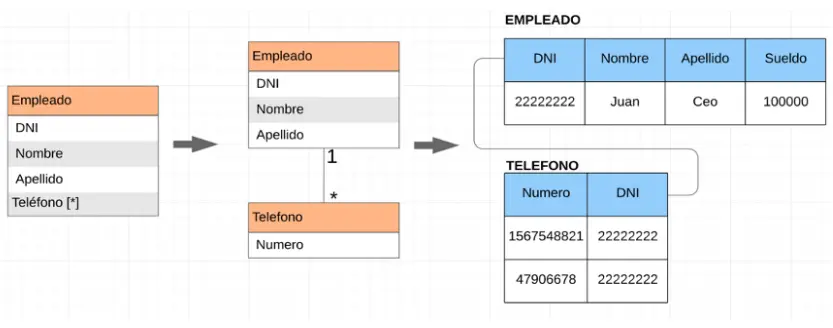 Empleado
DNI
Nombre
Apellido
Teléfono [*]
Empleado
DNI
Nombre
Apellido
1
*
Telefono
Numero
EMPLEADO
DNI Nombre Apellido Sueldo
22222222 Juan Ceo 100000
TELEFONO
Numero DNI
1567548821 22222222
47906678 22222222